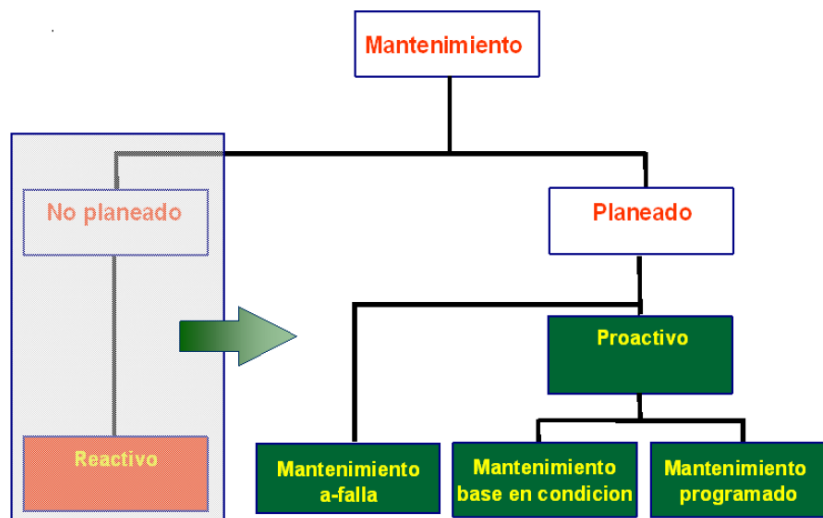 Mantenimiento
No planeado
Planeado
Proactivo
Reactivo
Mantenimiento
a-falla
Mantenimiento
base en condicion
Mantenimiento
programado